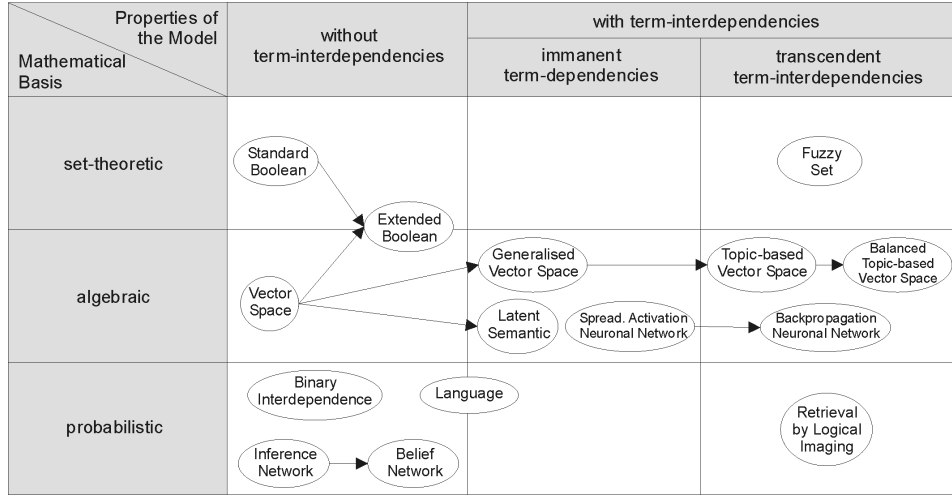 Properties of
the Model
Mathematical
Basis
without
term-interdependencies
with term-interdependencies
immanent
term-dependencies
transcendent
term-interdependencies
set-theoretic
Standard
Boolean
Fuzzy
Set
Extended
Boolean
algebraic
Vector
Space
Generalised
Vector Space
Topic-based
Vector Space
Balanced
Topic-based
Vector Space
Latent
Semantic
Spread. Activation
Neuronal Network
Backpropagation
Neuronal Network
probabilistic
Binary
Interdependence
Language
Retrieval
by Logical
Imaging
Inference
Network
Belief
Network